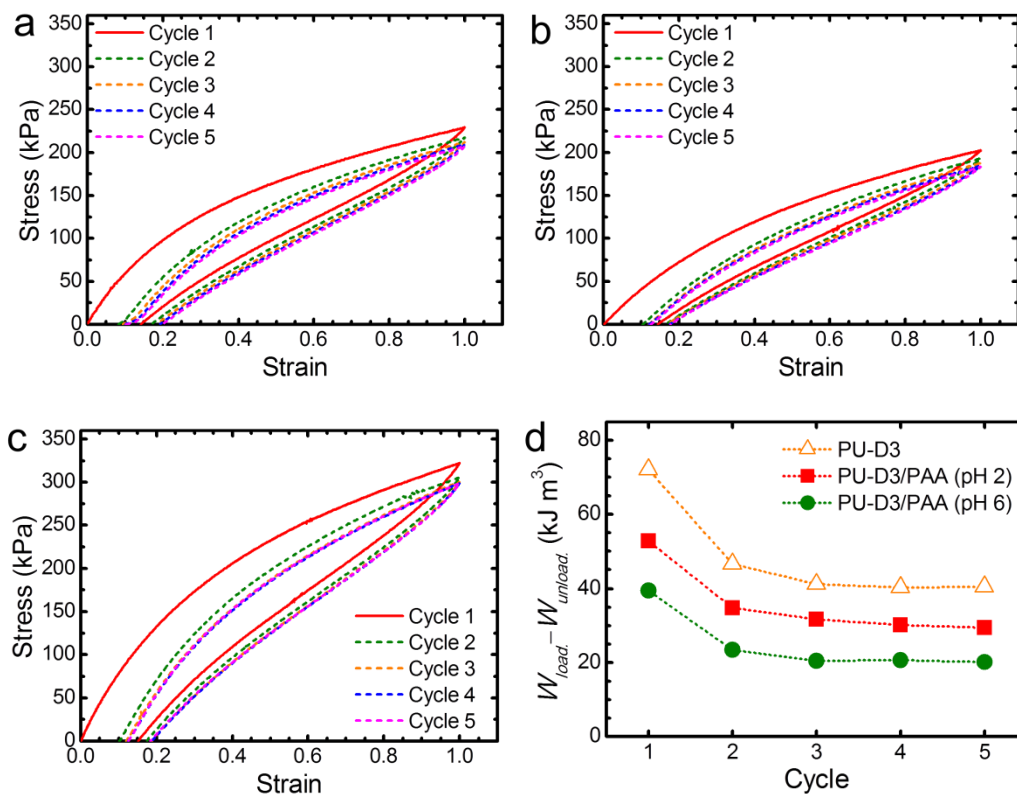 a
350
300
250
200
150
100
50
0
Stress (kPa)
Cycle 1
Cycle 2
Cycle 3
Cycle 4
Cycle 5
0.0 0.2 0.4 0.6 0.8 1.0
Strain
b
350
300
250
200
150
100
50
0
Stress (kPa)
Cycle 1
Cycle 2
Cycle 3
Cycle 4
Cycle 5
0.0 0.2 0.4 0.6 0.8 1.0
Strain
c
350
300
250
200
150
100
50
0
Stress (kPa)
Cycle 1
Cycle 2
Cycle 3
Cycle 4
Cycle 5
0.0 0.2 0.4 0.6 0.8 1.0
Strain
d
80
60
40
20
0
W load. – W unload. (kJ m³)
PU-D3
PU-D3/PAA (pH 2)
PU-D3/PAA (pH 6)
1 2 3 4 5
Cycle